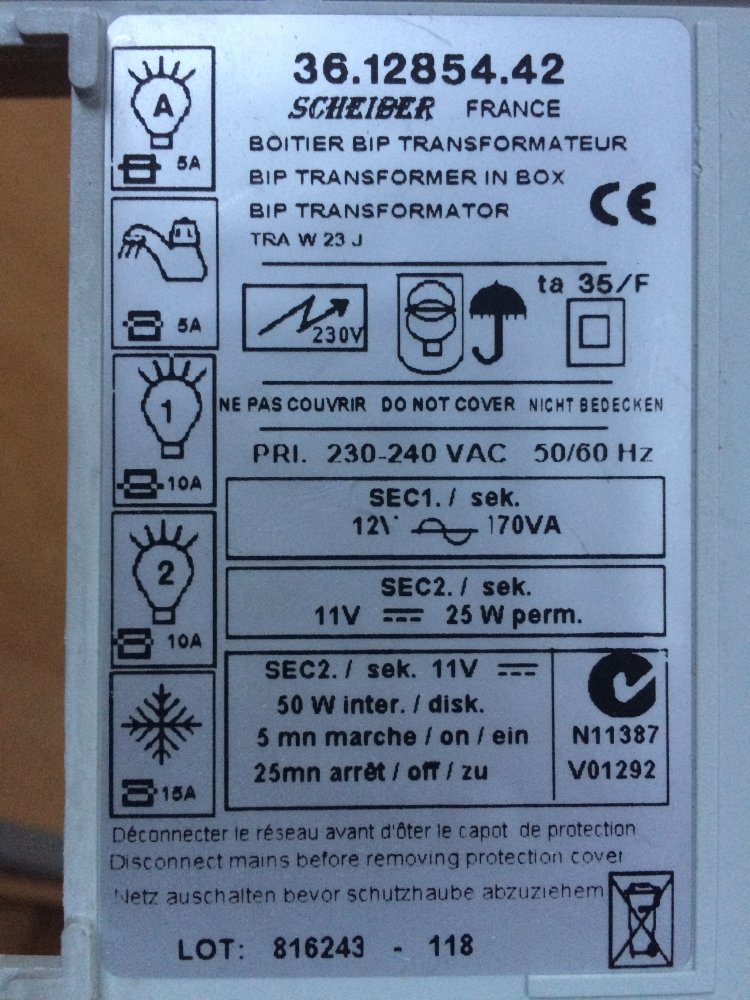 36.12854.42
SCHEIBER FRANCE
BOITIER BIP TRANSFORMATEUR
BIP TRANSFORMER IN BOX
BIP TRANSFORMATOR
TRA W 23 J
CE
A
5A
5A
1
10A
2
10A
15A
230V
ta 35/F
NE PAS COUVRIR DO NOT COVER NICHT BEDECKEN
PRI. 230-240 VAC 50/60 Hz
SEC1. / sek.
12V 170VA
SEC2. / sek.
11V 25 W perm.
SEC2. / sek. 11V
50 W inter. / disk.
5 mn marche / on / ein
25mn arrêt / off / zu
N11387
V01292
Déconnecter le réseau avant d'ôter le capot de protection
Disconnect mains before removing protection cover
Netz auschalten bevor schutzhaube abzuziehem
LOT: 816243 - 118